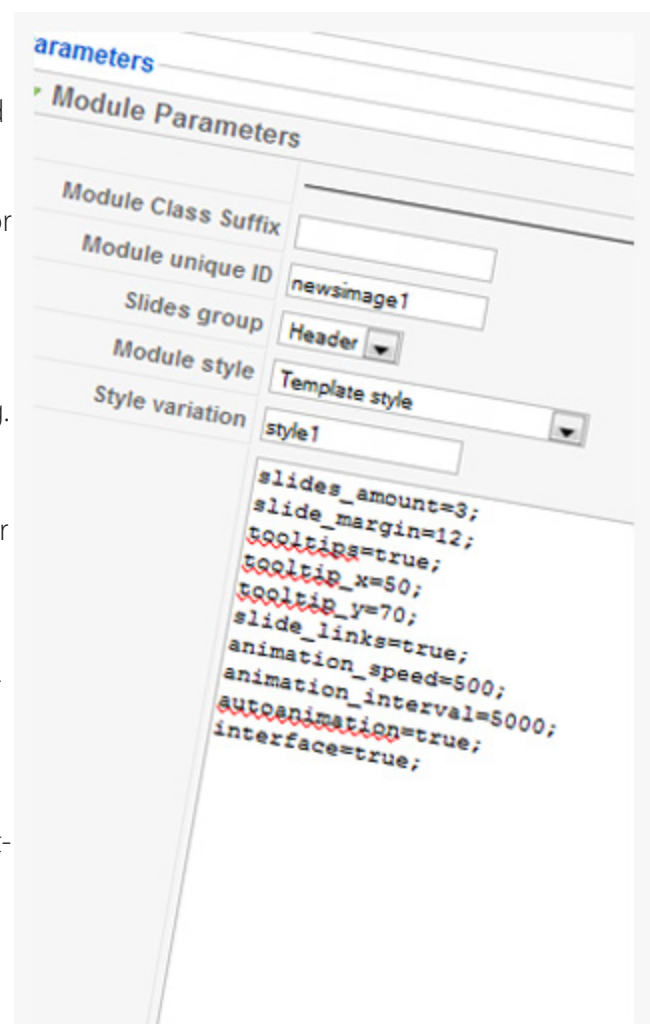 arameters
Module Parameters
Module Class Suffix
Module unique ID newsimage1
Slides group Header
Module style Template style
Style variation style1
slides_amount=3;
slide_margin=12;
tooltips=true;
tooltip_x=50;
tooltip_y=70;
slide_links=true;
animation_speed=500;
animation_interval=5000;
autoanimation=true;
interface=true;
or
g.
r